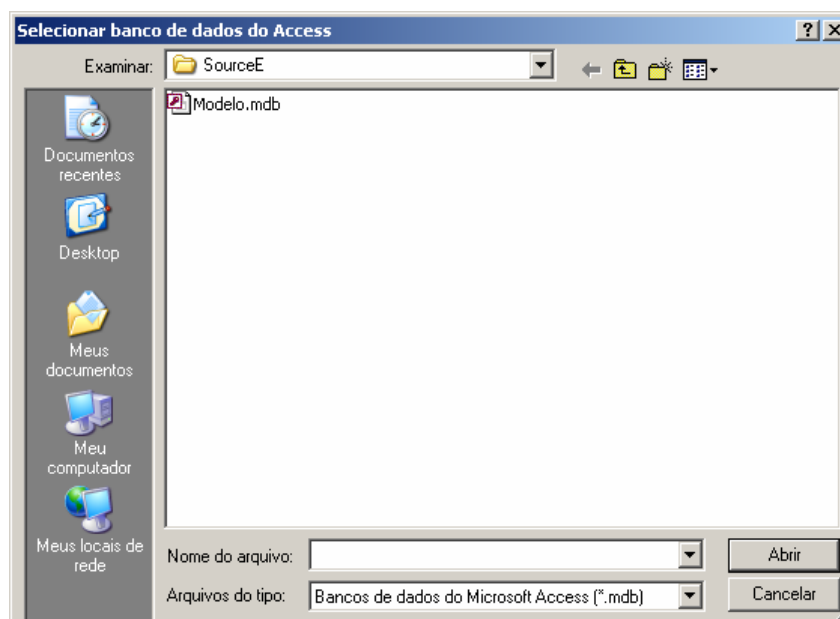 Selecionar banco de dados do Access
Examinar:
SourceE
Modelo.mdb
Documentos
recentes
Desktop
Meus
documentos
Meu
computador
Meus locais de
rede
Nome do arquivo:
Abrir
Arquivos do tipo:
Bancos de dados do Microsoft Access (*.mdb)
Cancelar